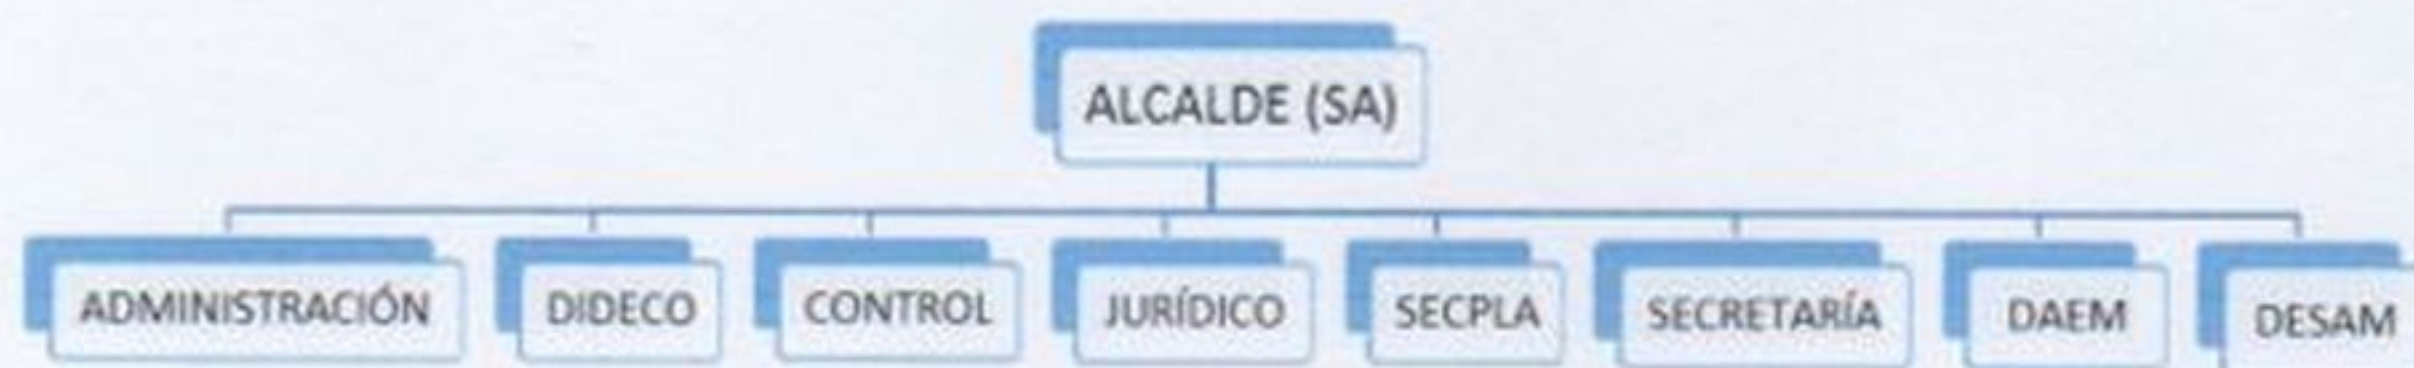 ALCALDE (SA)
ADMINISTRACIÓN DIDECO CONTROL JURÍDICO SECPLA SECRETARÍA DAEM DESAM